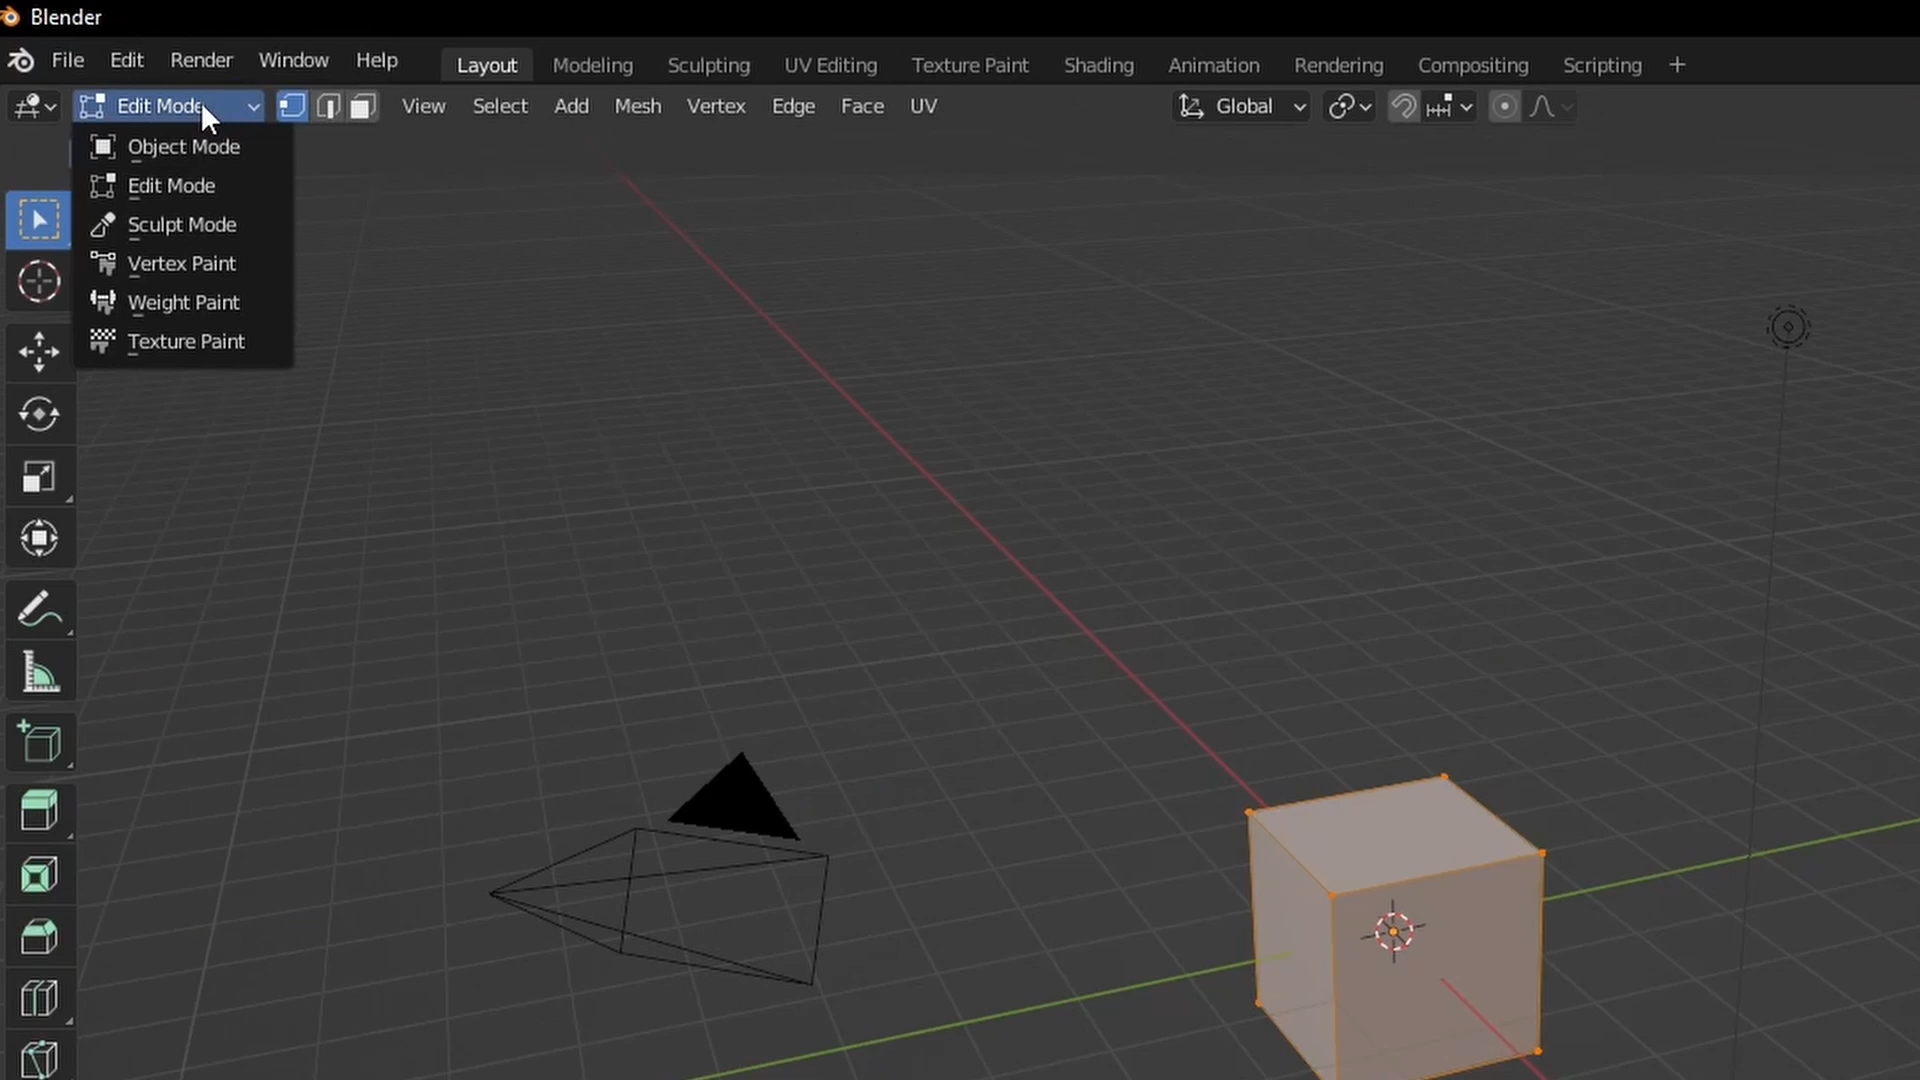 Blender
File Edit Render Window Help Layout Modeling Sculpting UV Editing Texture Paint Shading Animation Rendering Compositing Scripting +
Edit Mode View Select Add Mesh Vertex Edge Face UV Global
Object Mode
Edit Mode
Sculpt Mode
Vertex Paint
Weight Paint
Texture Paint